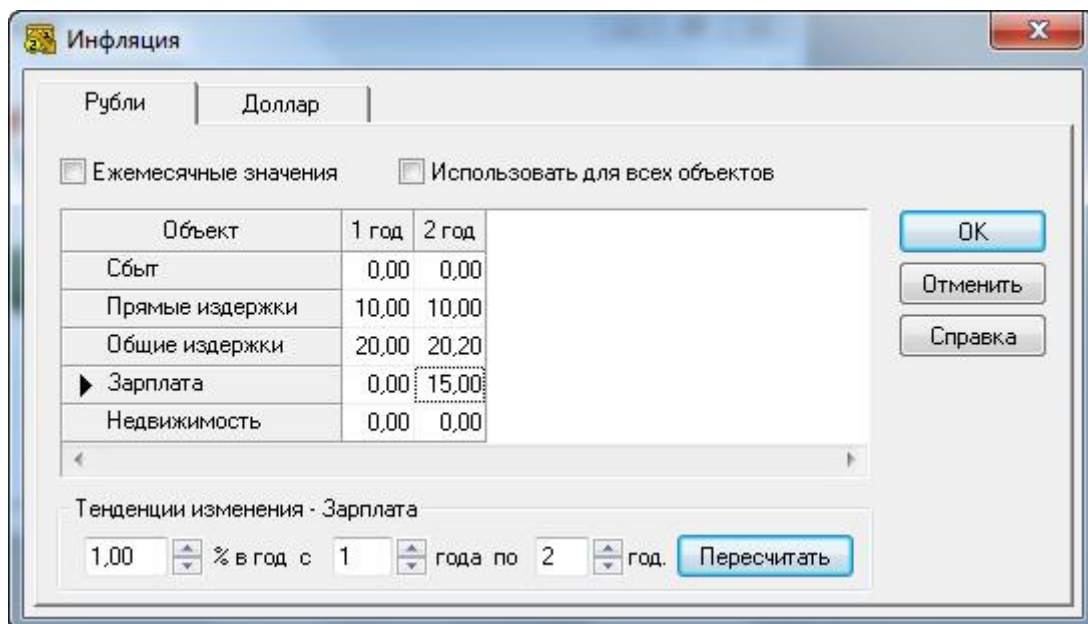 Инфляция
Рубли Доллар
Ежемесячные значения Использовать для всех объектов
Объект 1 год 2 год
Сбыт 0,00 0,00
Прямые издержки 10,00 10,00
Общие издержки 20,00 20,20
Зарплата 0,00 15,00
Недвижимость 0,00 0,00
OK
Отменить
Справка
Тенденции изменения - Зарплата
1,00 % в год с 1 года по 2 год. Пересчитать